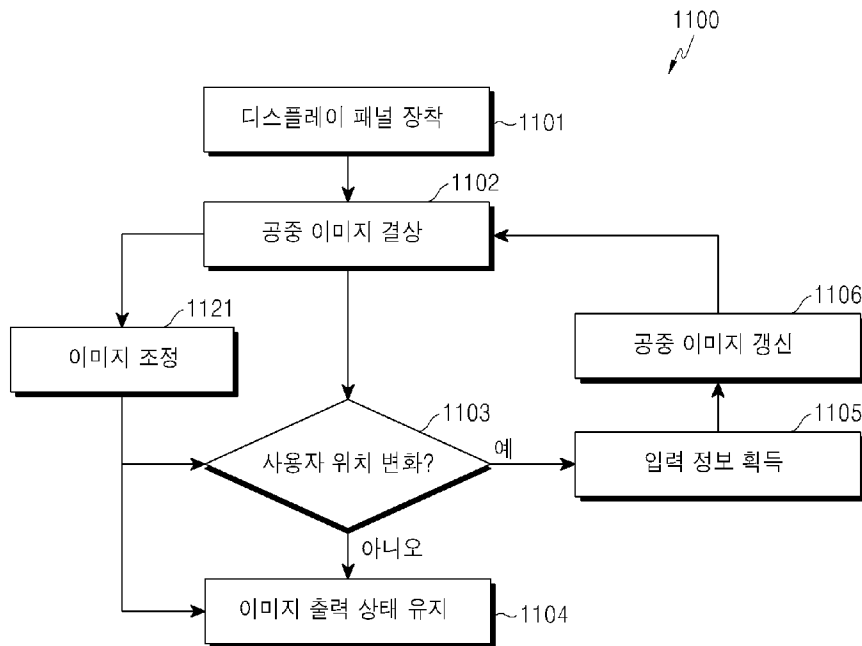 1100
디스플레이 패널 장착
1101
1102
공중 이미지 결상
1121
이미지 조정
1106
공중 이미지 갱신
1103
사용자 위치 변화?
예
1105
입력 정보 획득
아니오
이미지 출력 상태 유지
1104